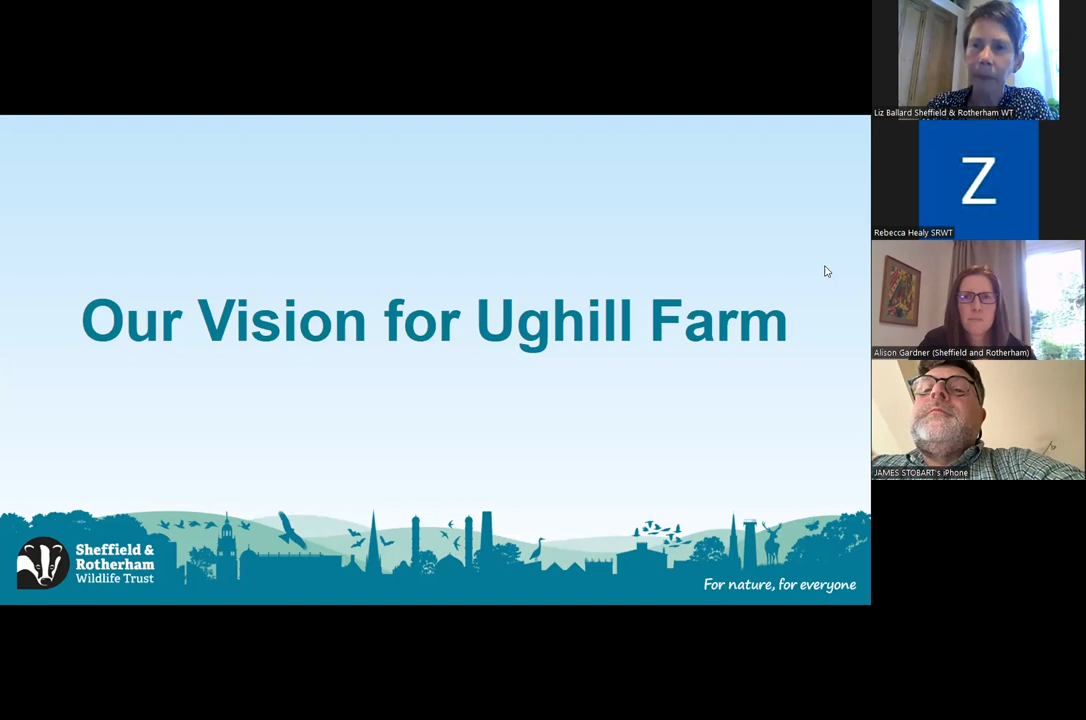 Our Vision for Ughill Farm
Sheffield &
Rotherham
Wildlife Trust
For nature, for everyone
Liz Ballard Sheffield & Rotherham WT
Z
Rebecca Healy SRWT
Alison Gardner (Sheffield and Rotherham)
JAMES STOBART's iPhone